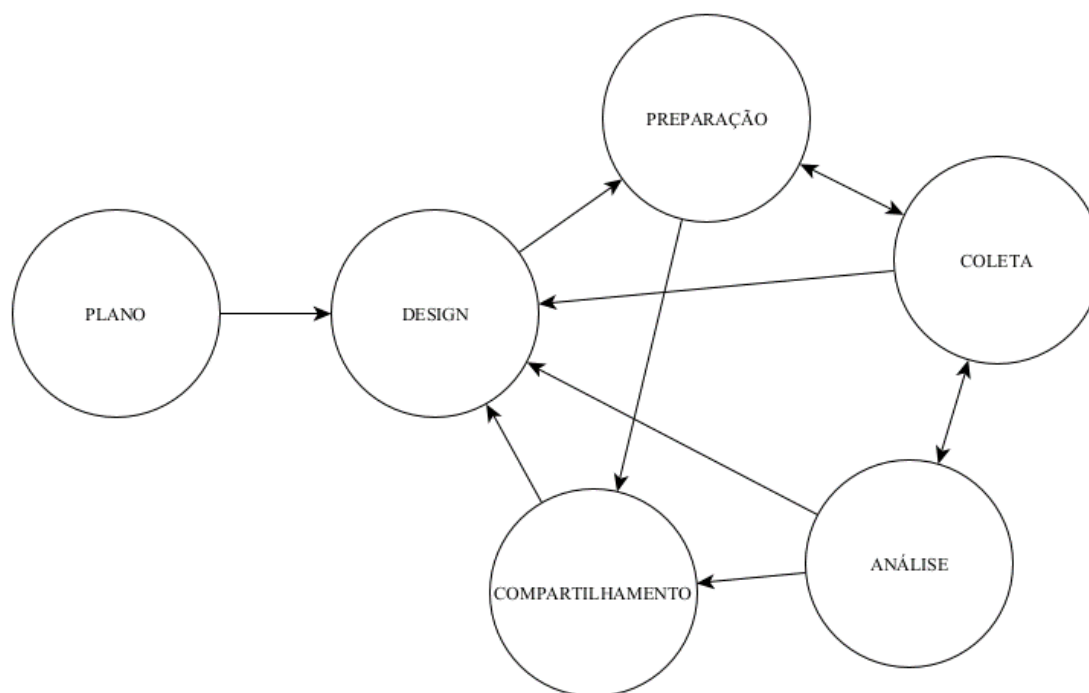 PREPARAÇÃO
COLETA
PLANO
DESIGN
ANÁLISE
COMPARTILHAMENTO